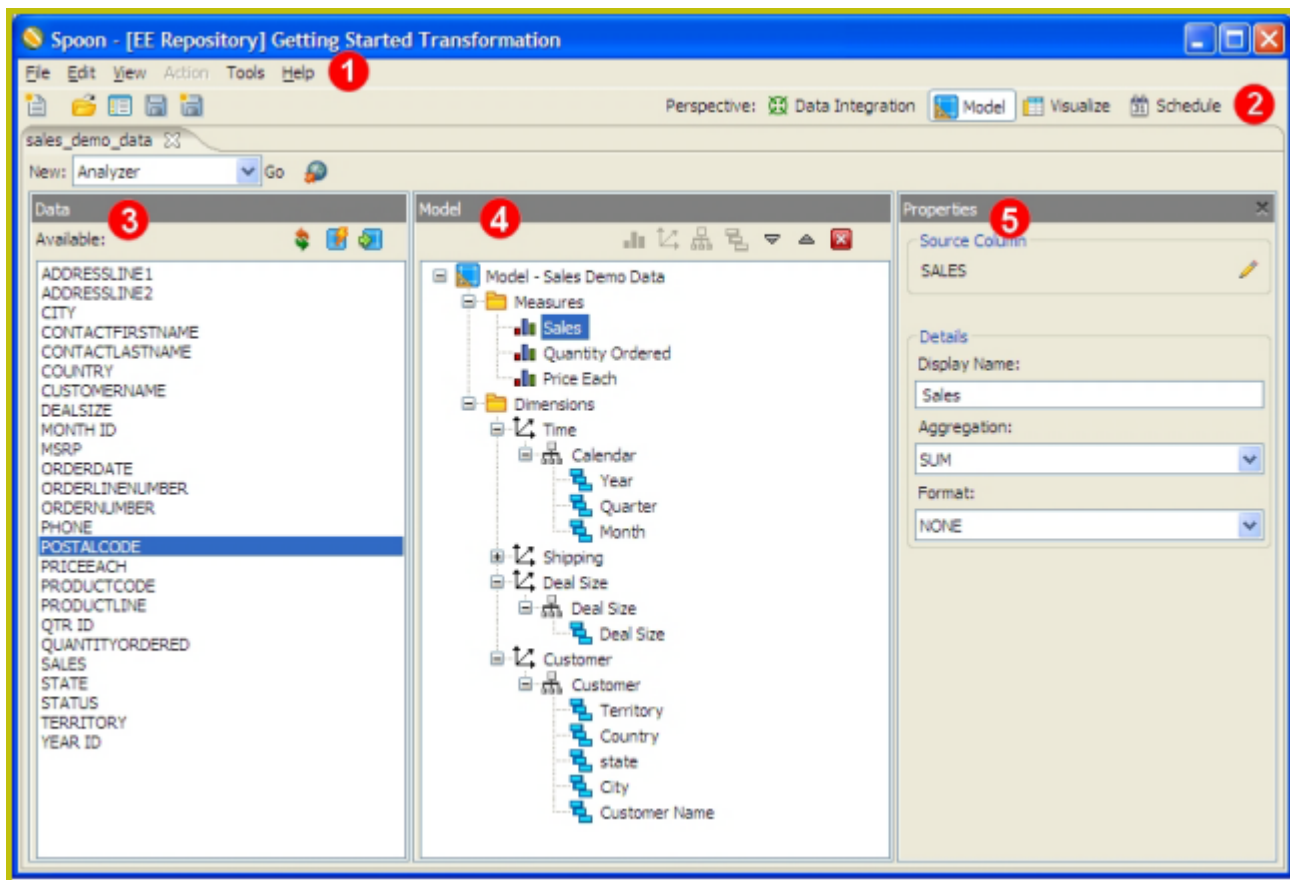 Spoon - [EE Repository] Getting Started Transformation
File Edit View Action Tools Help 1
Perspective: Data Integration Model Visualize Schedule 2
sales_demo_data
New: Analyzer Go
Data 3
Available:
ADDRESSLINE1
ADDRESSLINE2
CITY
CONTACTFIRSTNAME
CONTACTLASTNAME
COUNTRY
CUSTOMERNAME
DEALSIZE
MONTH ID
MSRP
ORDERDATE
ORDERLINENUMBER
ORDERNUMBER
PHONE
POSTALCODE
PRICEEACH
PRODUCTCODE
PRODUCTLINE
QTR ID
QUANTITYORDERED
SALES
STATE
STATUS
TERRITORY
YEAR ID
Model 4
Model - Sales Demo Data
Measures
Sales
Quantity Ordered
Price Each
Dimensions
Time
Calendar
Year
Quarter
Month
Shipping
Deal Size
Deal Size
Deal Size
Customer
Customer
Territory
Country
state
City
Customer Name
Properties 5
Source Column
SALES
Details
Display Name:
Sales
Aggregation:
SUM
Format:
NONE